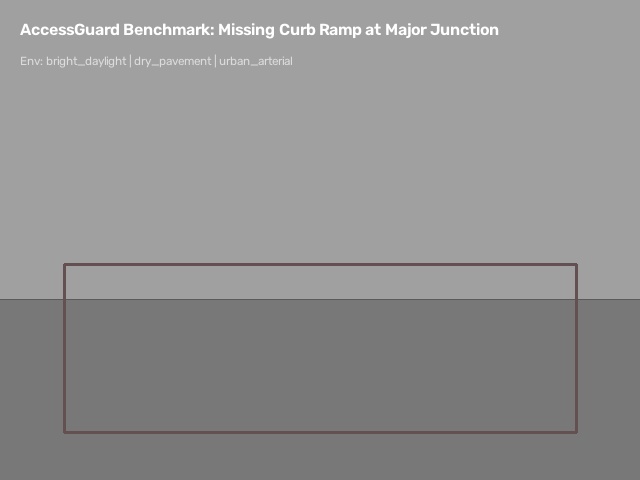 AccessGuard Benchmark: Missing Curb Ramp at Major Junction
Env: bright_daylight | dry_pavement | urban_arterial